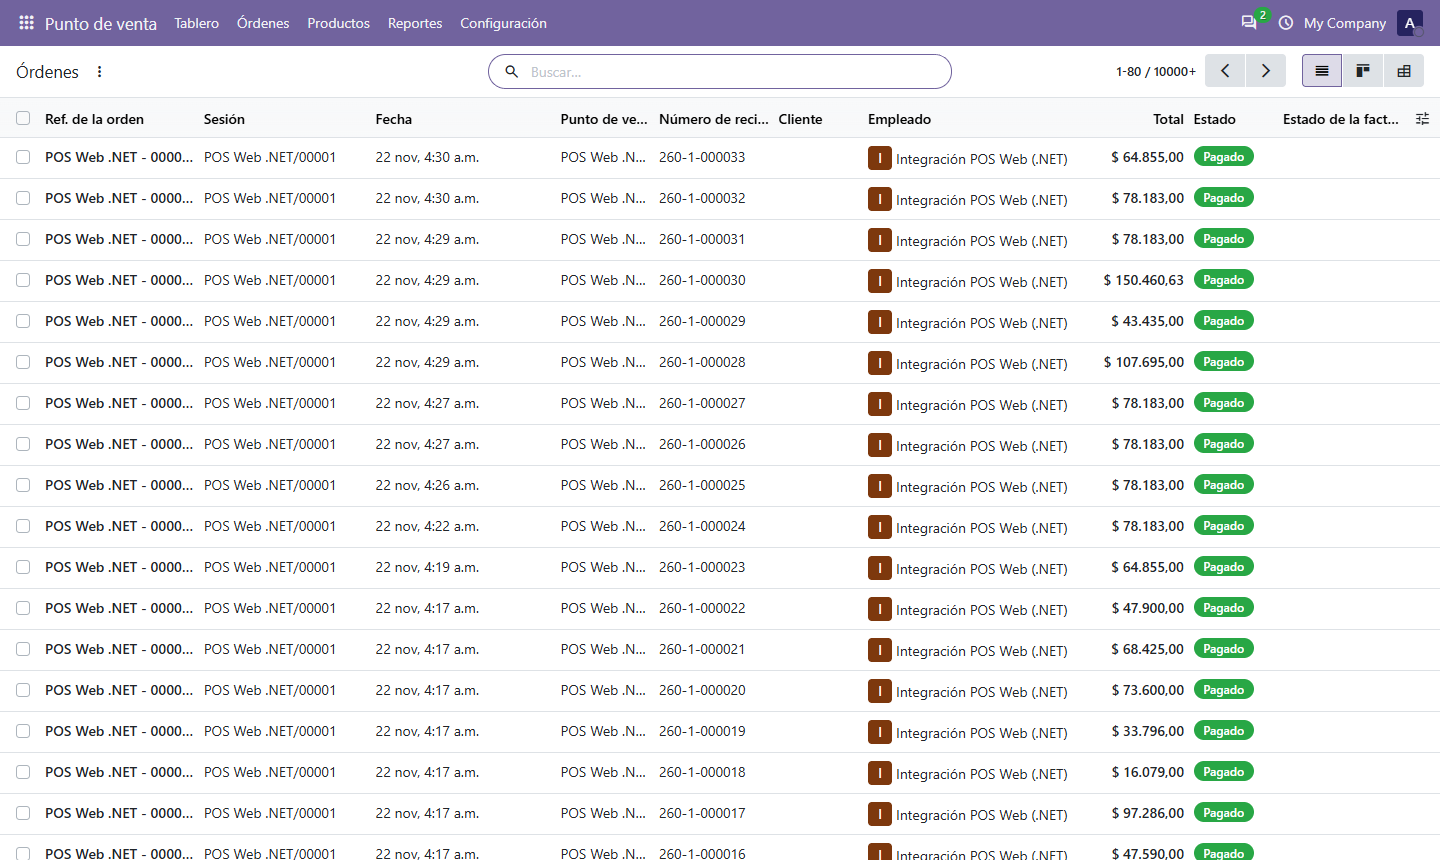 Punto de venta Tablero Órdenes Productos Reportes Configuración 2 My Company A
Órdenes Buscar... 1-80 / 10000+
Ref. de la orden Sesión Fecha Punto de ve... Número de reci... Cliente Empleado Total Estado Estado de la fact...
POS Web .NET - 0000... POS Web .NET/00001 22 nov, 4:30 a.m. POS Web .N... 260-1-000033 I Integración POS Web (.NET) $ 64.855,00 Pagado
POS Web .NET - 0000... POS Web .NET/00001 22 nov, 4:30 a.m. POS Web .N... 260-1-000032 I Integración POS Web (.NET) $ 78.183,00 Pagado
POS Web .NET - 0000... POS Web .NET/00001 22 nov, 4:29 a.m. POS Web .N... 260-1-000031 I Integración POS Web (.NET) $ 78.183,00 Pagado
POS Web .NET - 0000... POS Web .NET/00001 22 nov, 4:29 a.m. POS Web .N... 260-1-000030 I Integración POS Web (.NET) $ 150.460,63 Pagado
POS Web .NET - 0000... POS Web .NET/00001 22 nov, 4:29 a.m. POS Web .N... 260-1-000029 I Integración POS Web (.NET) $ 43.435,00 Pagado
POS Web .NET - 0000... POS Web .NET/00001 22 nov, 4:29 a.m. POS Web .N... 260-1-000028 I Integración POS Web (.NET) $ 107.695,00 Pagado
POS Web .NET - 0000... POS Web .NET/00001 22 nov, 4:27 a.m. POS Web .N... 260-1-000027 I Integración POS Web (.NET) $ 78.183,00 Pagado
POS Web .NET - 0000... POS Web .NET/00001 22 nov, 4:27 a.m. POS Web .N... 260-1-000026 I Integración POS Web (.NET) $ 78.183,00 Pagado
POS Web .NET - 0000... POS Web .NET/00001 22 nov, 4:26 a.m. POS Web .N... 260-1-000025 I Integración POS Web (.NET) $ 78.183,00 Pagado
POS Web .NET - 0000... POS Web .NET/00001 22 nov, 4:22 a.m. POS Web .N... 260-1-000024 I Integración POS Web (.NET) $ 78.183,00 Pagado
POS Web .NET - 0000... POS Web .NET/00001 22 nov, 4:19 a.m. POS Web .N... 260-1-000023 I Integración POS Web (.NET) $ 64.855,00 Pagado
POS Web .NET - 0000... POS Web .NET/00001 22 nov, 4:17 a.m. POS Web .N... 260-1-000022 I Integración POS Web (.NET) $ 47.900,00 Pagado
POS Web .NET - 0000... POS Web .NET/00001 22 nov, 4:17 a.m. POS Web .N... 260-1-000021 I Integración POS Web (.NET) $ 68.425,00 Pagado
POS Web .NET - 0000... POS Web .NET/00001 22 nov, 4:17 a.m. POS Web .N... 260-1-000020 I Integración POS Web (.NET) $ 73.600,00 Pagado
POS Web .NET - 0000... POS Web .NET/00001 22 nov, 4:17 a.m. POS Web .N... 260-1-000019 I Integración POS Web (.NET) $ 33.796,00 Pagado
POS Web .NET - 0000... POS Web .NET/00001 22 nov, 4:17 a.m. POS Web .N... 260-1-000018 I Integración POS Web (.NET) $ 16.079,00 Pagado
POS Web .NET - 0000... POS Web .NET/00001 22 nov, 4:17 a.m. POS Web .N... 260-1-000017 I Integración POS Web (.NET) $ 97.286,00 Pagado
POS Web .NET - 0000... POS Web .NET/00001 22 nov, 4:17 a.m. POS Web .N... 260-1-000016 I Integración POS Web (.NET) $ 47.590,00 Pagado